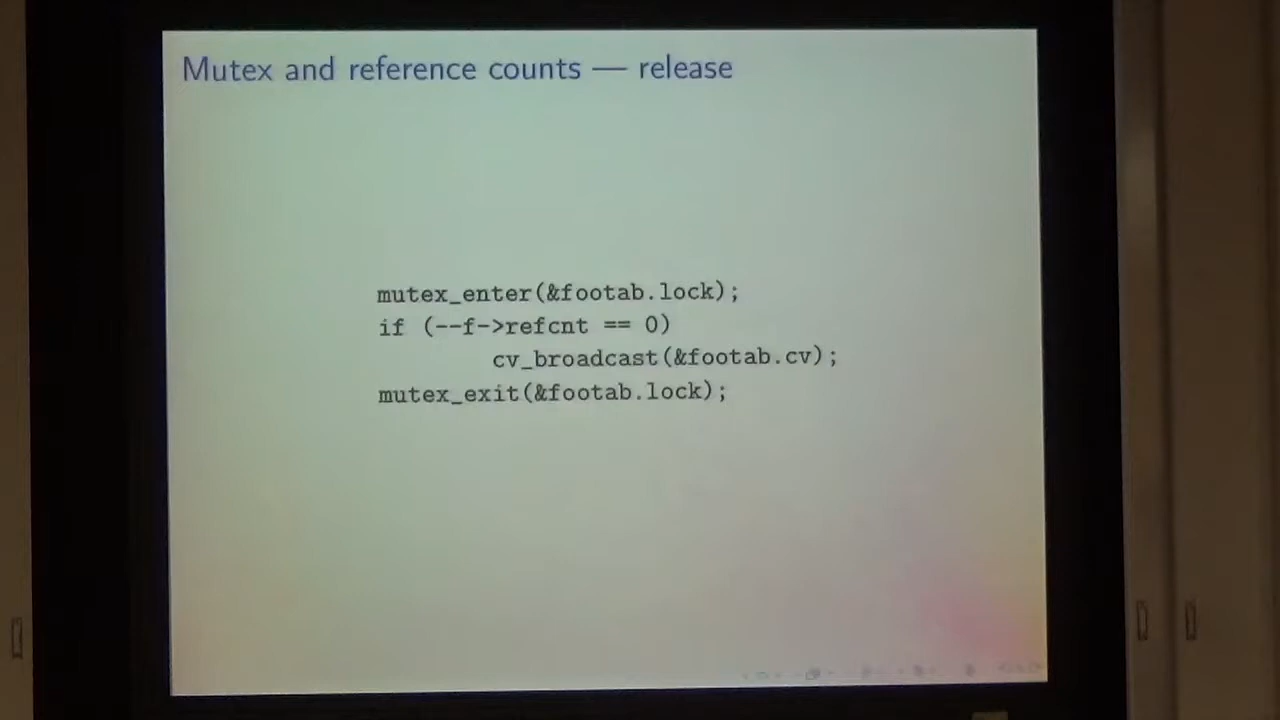 Mutex and reference counts — release
mutex_enter(&footab.lock);
if (--f->refcnt == 0)
cv_broadcast(&footab.cv);
mutex_exit(&footab.lock);